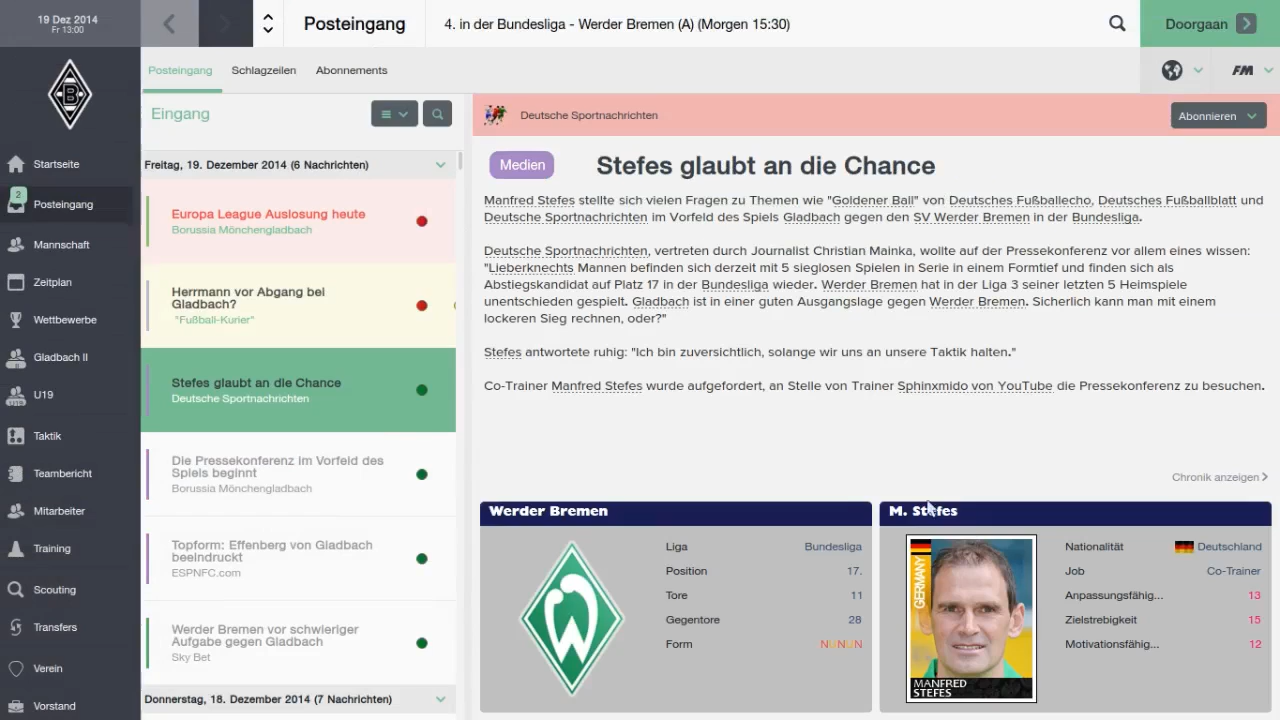 19 Dez 2014
Fr 13:00
Posteingang
4. in der Bundesliga - Werder Bremen (A) (Morgen 15:30)
Doorgaan
Posteingang
Schlagzeilen
Abonnements
FM
B
Startseite
2
Posteingang
Mannschaft
Zeitplan
Wettbewerbe
Gladbach II
U19
Taktik
Teambericht
Mitarbeiter
Training
Scouting
Transfers
Verein
Vorstand
Eingang
Freitag, 19. Dezember 2014 (6 Nachrichten)
Europa League Auslosung heute
Borussia Mönchengladbach
Herrmann vor Abgang bei
Gladbach?
"Fußball-Kurier"
Stefes glaubt an die Chance
Deutsche Sportnachrichten
Die Pressekonferenz im Vorfeld des
Spiels beginnt
Borussia Mönchengladbach
Topform: Effenberg von Gladbach
beeindruckt
ESPNFC.com
Werder Bremen vor schwieriger
Aufgabe gegen Gladbach
Sky Bet
Donnerstag, 18. Dezember 2014 (7 Nachrichten)
Deutsche Sportnachrichten
Abonnieren
Medien
Stefes glaubt an die Chance
Manfred Stefes stellte sich vielen Fragen zu Themen wie "Goldener Ball" von Deutsches Fußballecho, Deutsches Fußballblatt und
Deutsche Sportnachrichten im Vorfeld des Spiels Gladbach gegen den SV Werder Bremen in der Bundesliga.
Deutsche Sportnachrichten, vertreten durch Journalist Christian Mainka, wollte auf der Pressekonferenz vor allem eines wissen:
"Lieberknechts Mannen befinden sich derzeit mit 5 sieglosen Spielen in Serie in einem Formtief und finden sich als
Abstiegskandidat auf Platz 17 in der Bundesliga wieder. Werder Bremen hat in der Liga 3 seiner letzten 5 Heimspiele
unentschieden gespielt. Gladbach ist in einer guten Ausgangslage gegen Werder Bremen. Sicherlich kann man mit einem
lockeren Sieg rechnen, oder?"
Stefes antwortete ruhig: "Ich bin zuversichtlich, solange wir uns an unsere Taktik halten."
Co-Trainer Manfred Stefes wurde aufgefordert, an Stelle von Trainer Sphinxmido von YouTube die Pressekonferenz zu besuchen.
Chronik anzeigen
Werder Bremen
Liga Bundesliga
Position 17.
Tore 11
Gegentore 28
Form NUNUN
M. Stefes
GERMANY
MANFRED
STEFES
Nationalität Deutschland
Job Co-Trainer
Anpassungsfähig... 13
Zielstrebigkeit 15
Motivationsfähig... 12